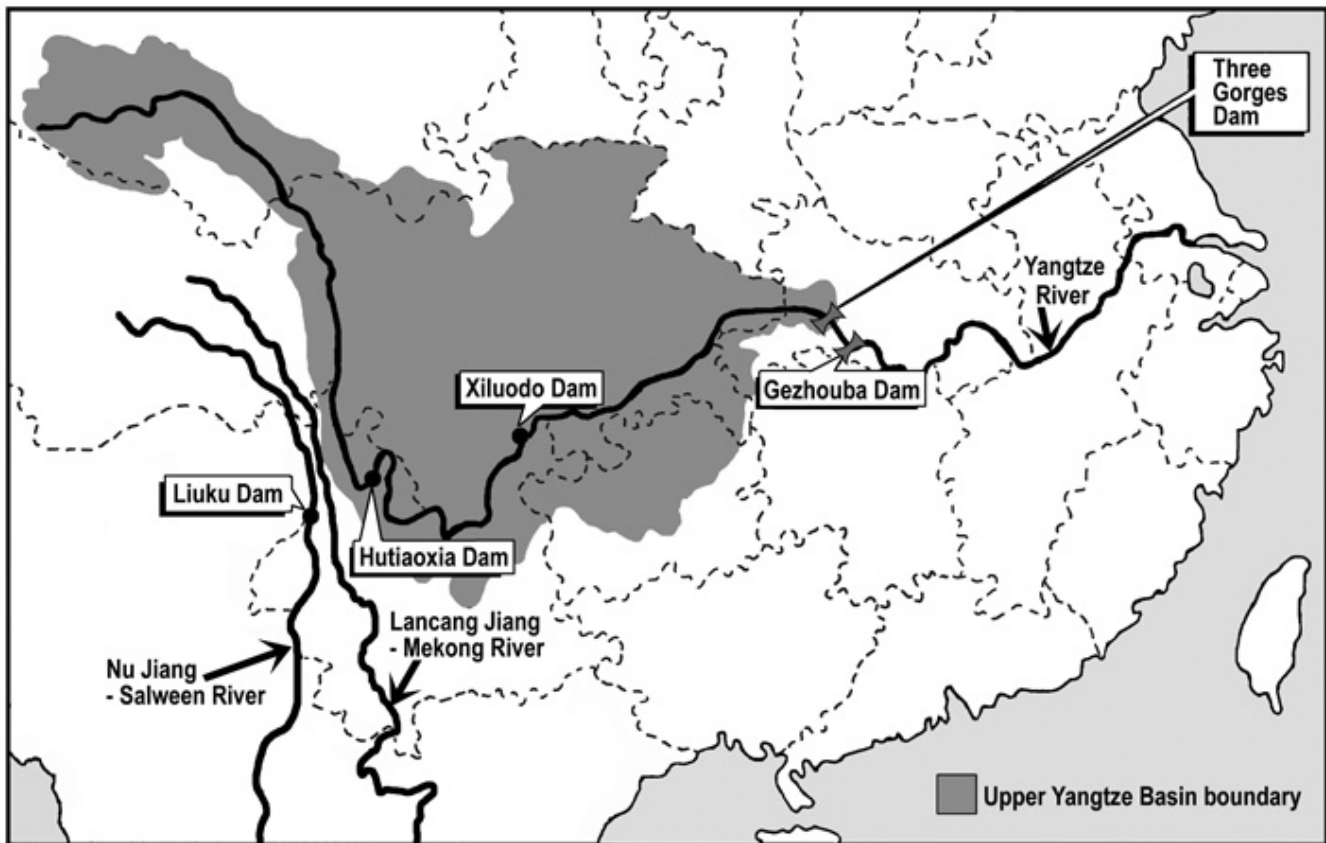 Three
Gorges
Dam
Yangtze
River
Xiluodo Dam
Gezhouba Dam
Liuku Dam
Hutiaoxia Dam
Lancang Jiang
- Mekong River
Nu Jiang
- Salween River
Upper Yangtze Basin boundary